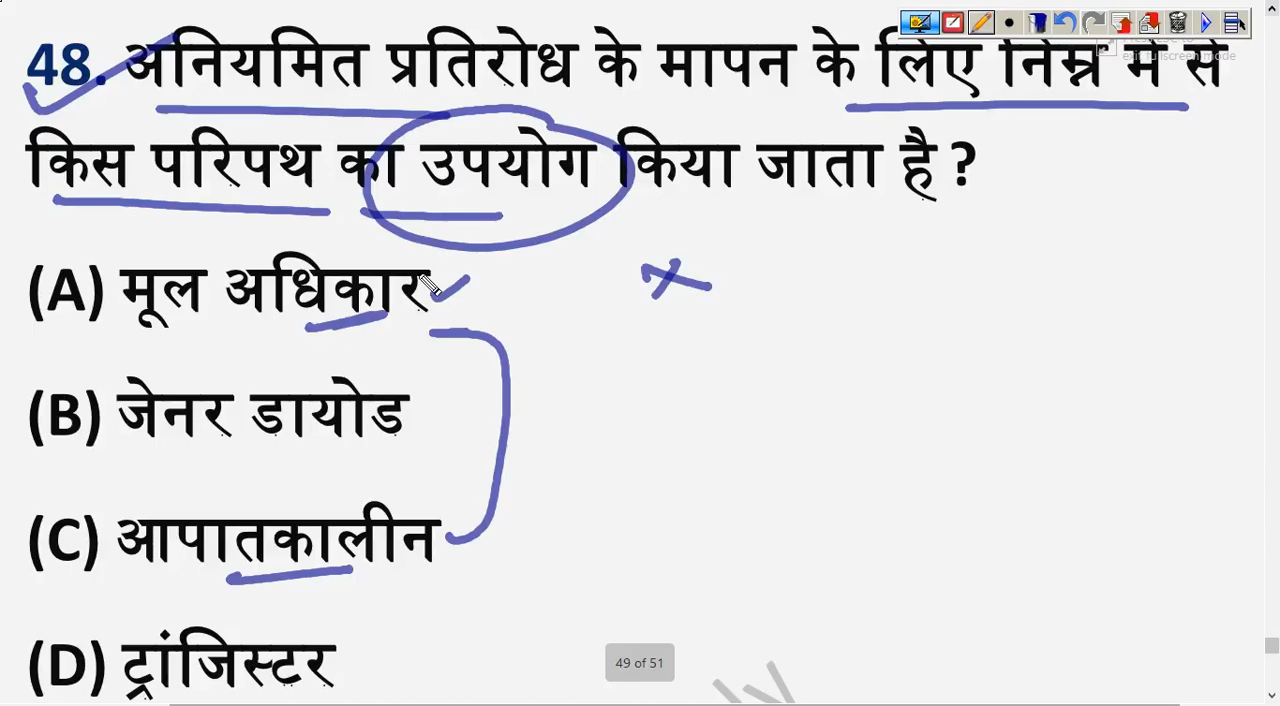 48. अनियमित प्रतिरोध के मापन के लिए निम्न में से
किस परिपथ का उपयोग किया जाता है ?
(A) मूल अधिकार
(B) जेनर डायोड
(C) आपातकालीन
(D) ट्रांजिस्टर
49 of 51